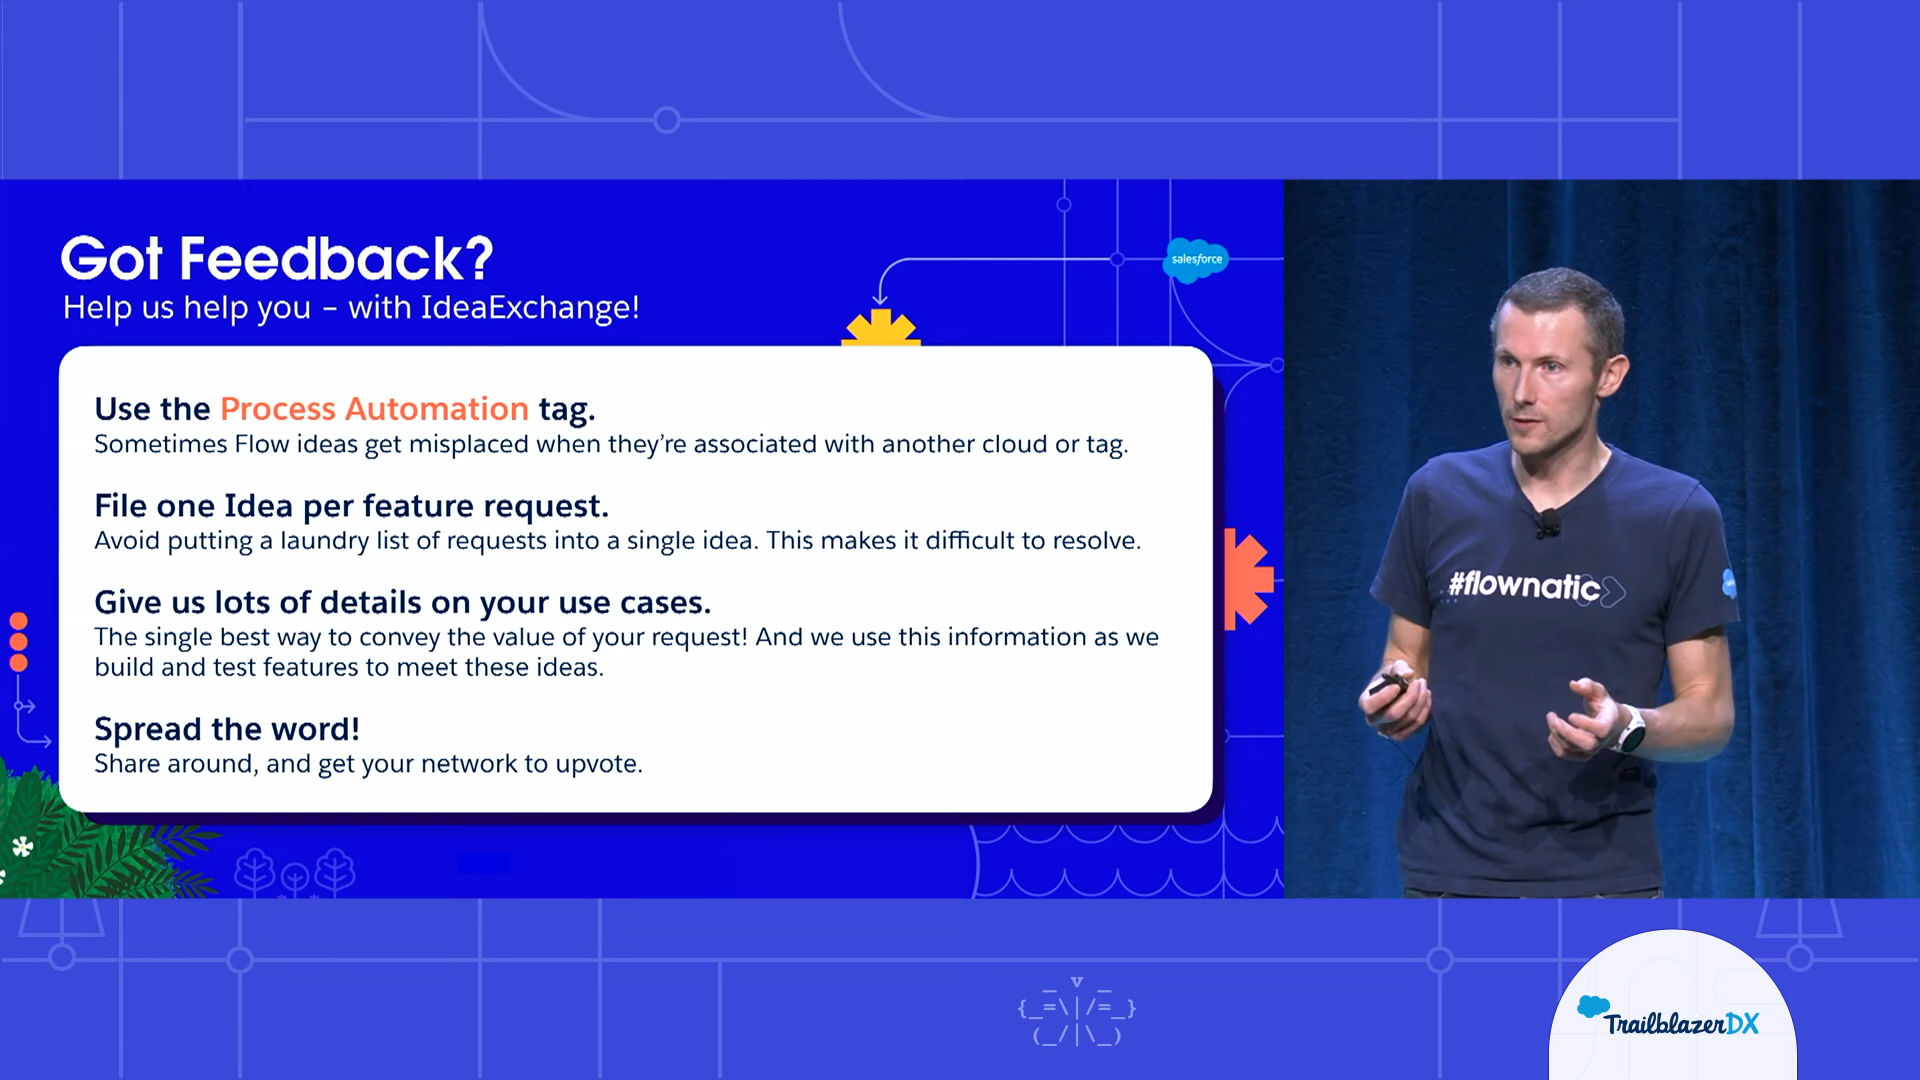 Got Feedback?
Help us help you – with IdeaExchange!
salesforce
Use the Process Automation tag.
Sometimes Flow ideas get misplaced when they’re associated with another cloud or tag.
File one Idea per feature request.
Avoid putting a laundry list of requests into a single idea. This makes it difficult to resolve.
Give us lots of details on your use cases.
The single best way to convey the value of your request! And we use this information as we
build and test features to meet these ideas.
Spread the word!
Share around, and get your network to upvote.
#flownatic
TrailblazerDX